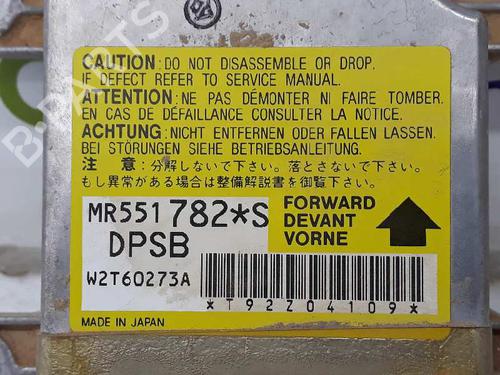 CAUTION: DO NOT DISASSEMBLE OR DROP.
IF DEFECT REFER TO SERVICE MANUAL.
ATTENTION: NE PAS DÉMONTER NI FAIRE TOMBER.
EN CAS DE DÉFAILLANCE CONSULTER LA NOTICE.
ACHTUNG: NICHT ENTFERNEN ODER FALLEN LASSEN.
BEI STÖRUNGEN SIEHE BETRIEBSANLEITUNG.
注 意:分解しないで下さい。落とさないで下さい。
もし異常がある場合は整備解説書を御覧下さい。
MR551782*S
DPSB
FORWARD
DEVANT
VORNE
W2T60273A
*T92Z04109*
MADE IN JAPAN
B-PARTS